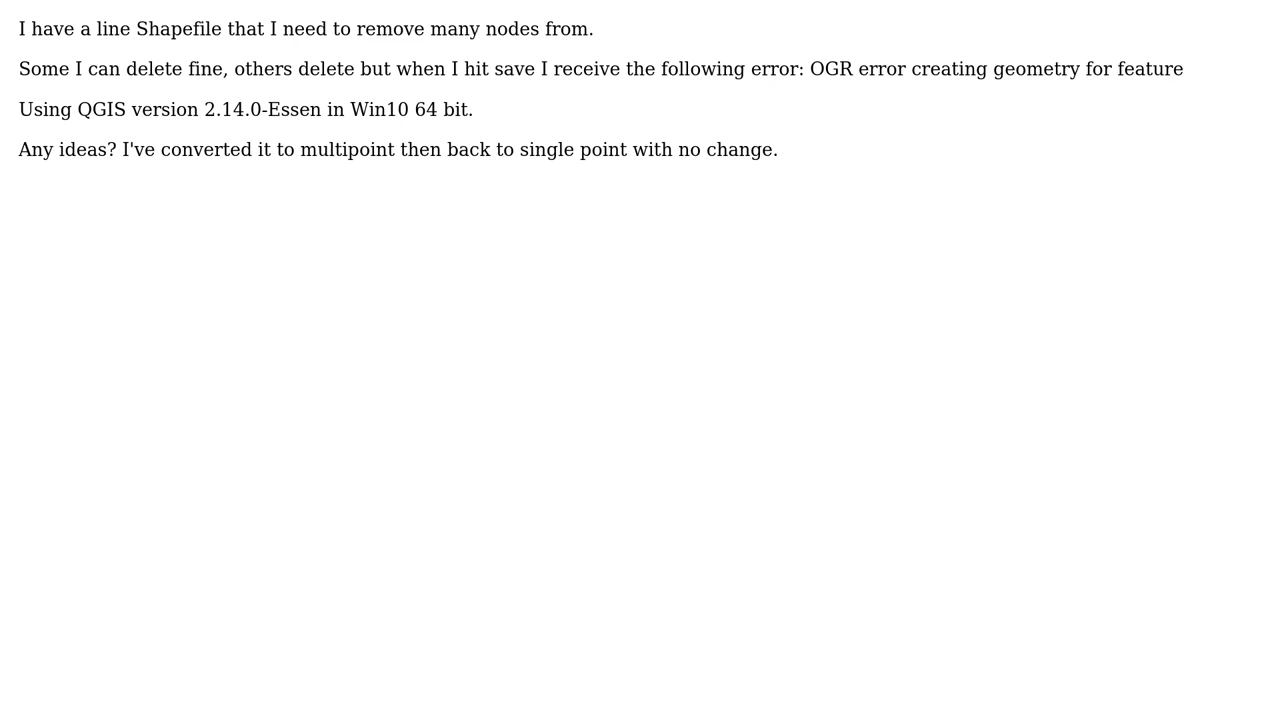 I have a line Shapefile that I need to remove many nodes from.
Some I can delete fine, others delete but when I hit save I receive the following error: OGR error creating geometry for feature
Using QGIS version 2.14.0-Essen in Win10 64 bit.
Any ideas? I've converted it to multipoint then back to single point with no change.